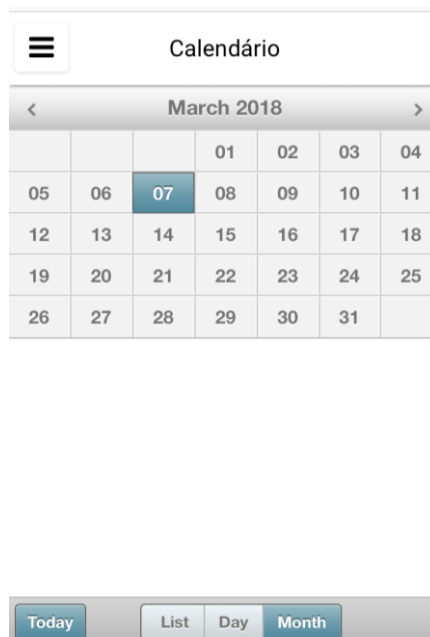 Calendário
< March 2018 >
01 02 03 04
05 06 07 08 09 10 11
12 13 14 15 16 17 18
19 20 21 22 23 24 25
26 27 28 29 30 31
Today List Day Month